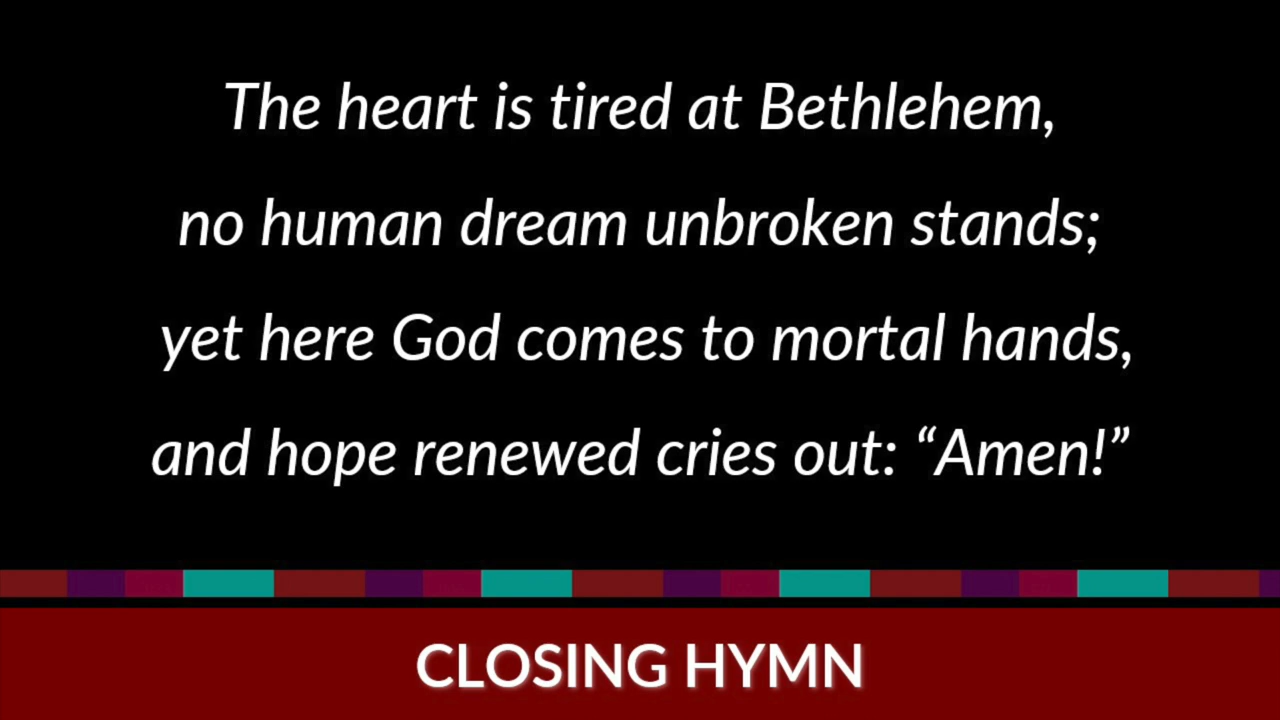 The heart is tired at Bethlehem,
no human dream unbroken stands;
yet here God comes to mortal hands,
and hope renewed cries out: “Amen!”
CLOSING HYMN